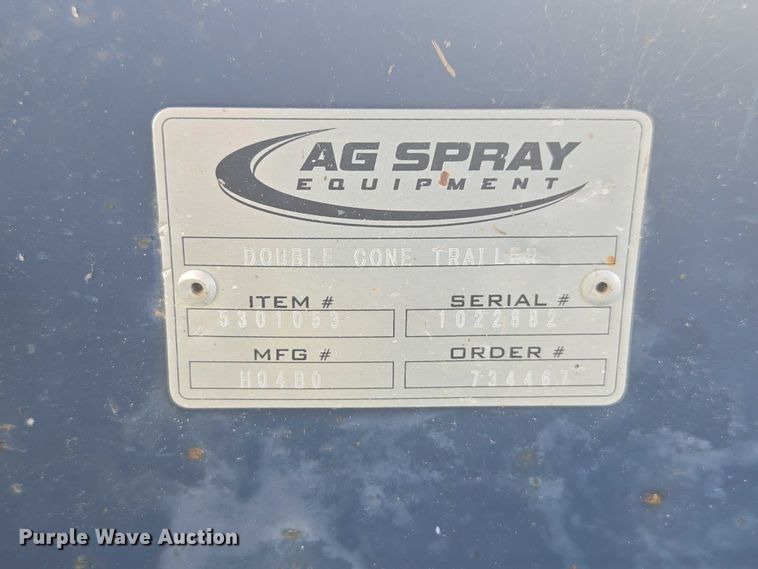 AG SPRAY
EQUIPMENT
DOUBLE CONE TRAILER
ITEM # SERIAL #
5301053 1022882
MFG # ORDER #
H04B0 734467
Purple Wave Auction